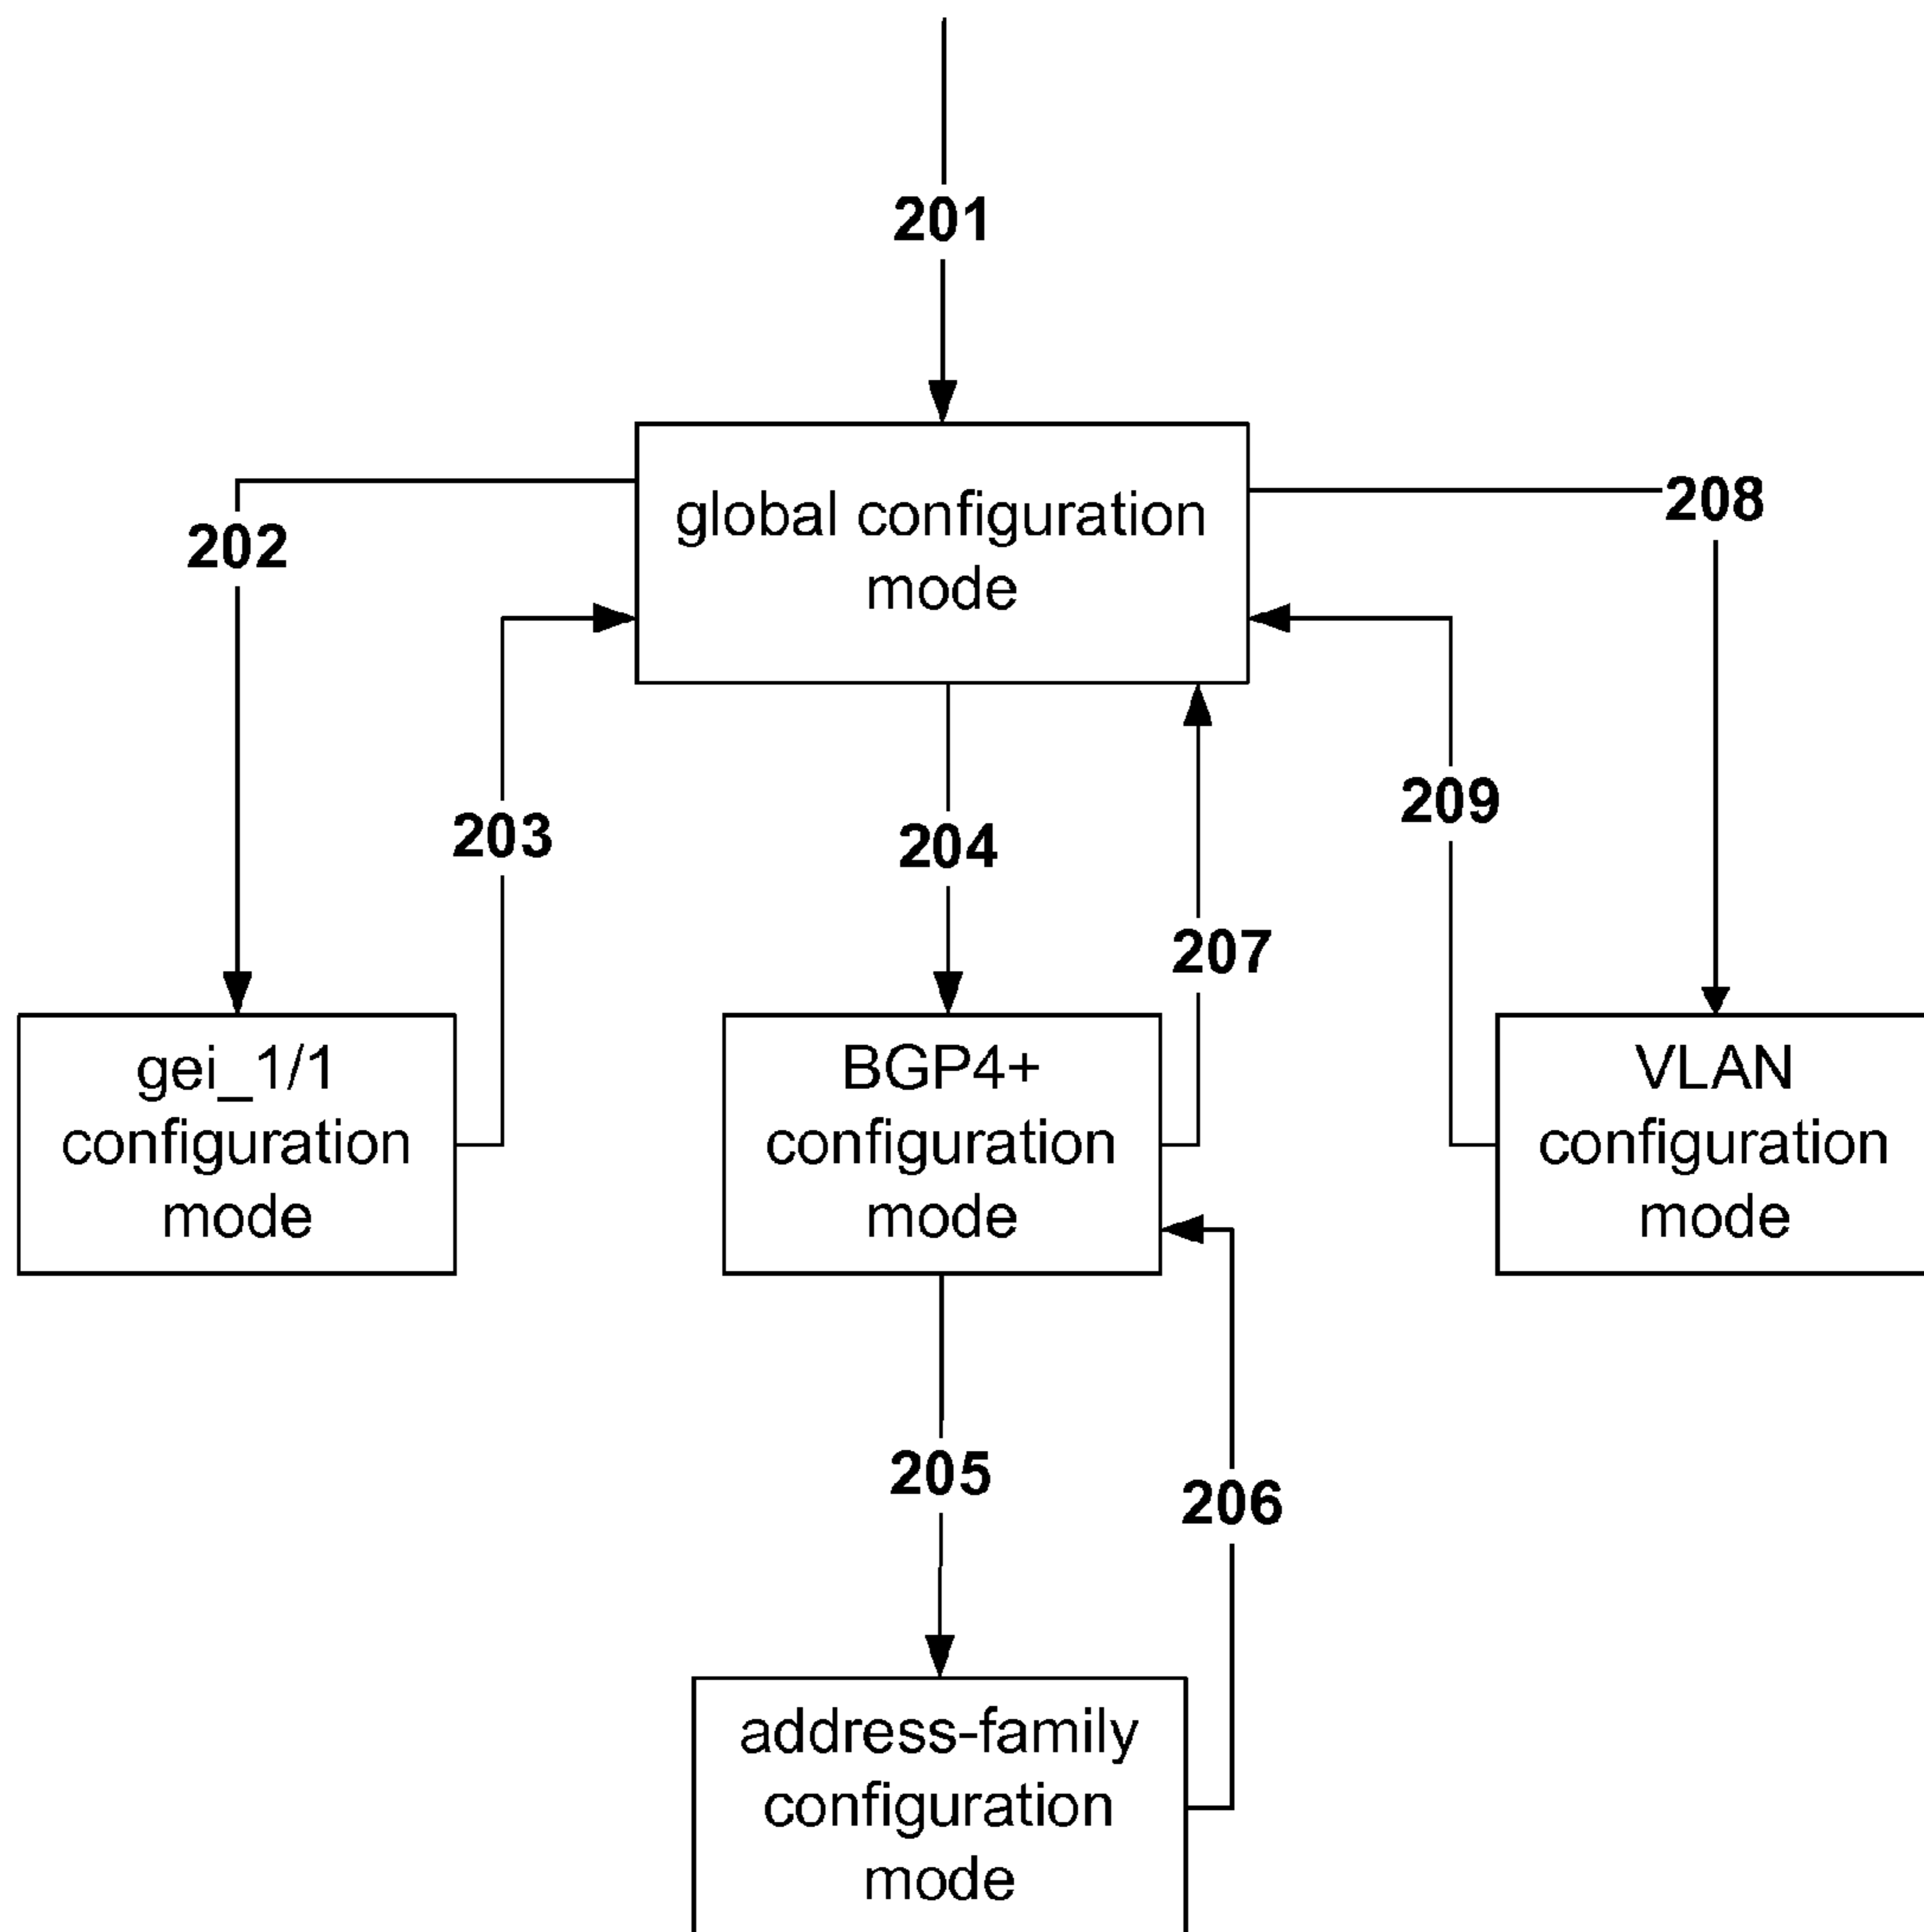 201
global configuration
mode
208
202
209
203
204
207
gei_1/1
configuration
mode
BGP4+
configuration
mode
VLAN
configuration
mode
205
206
address-family
configuration
mode